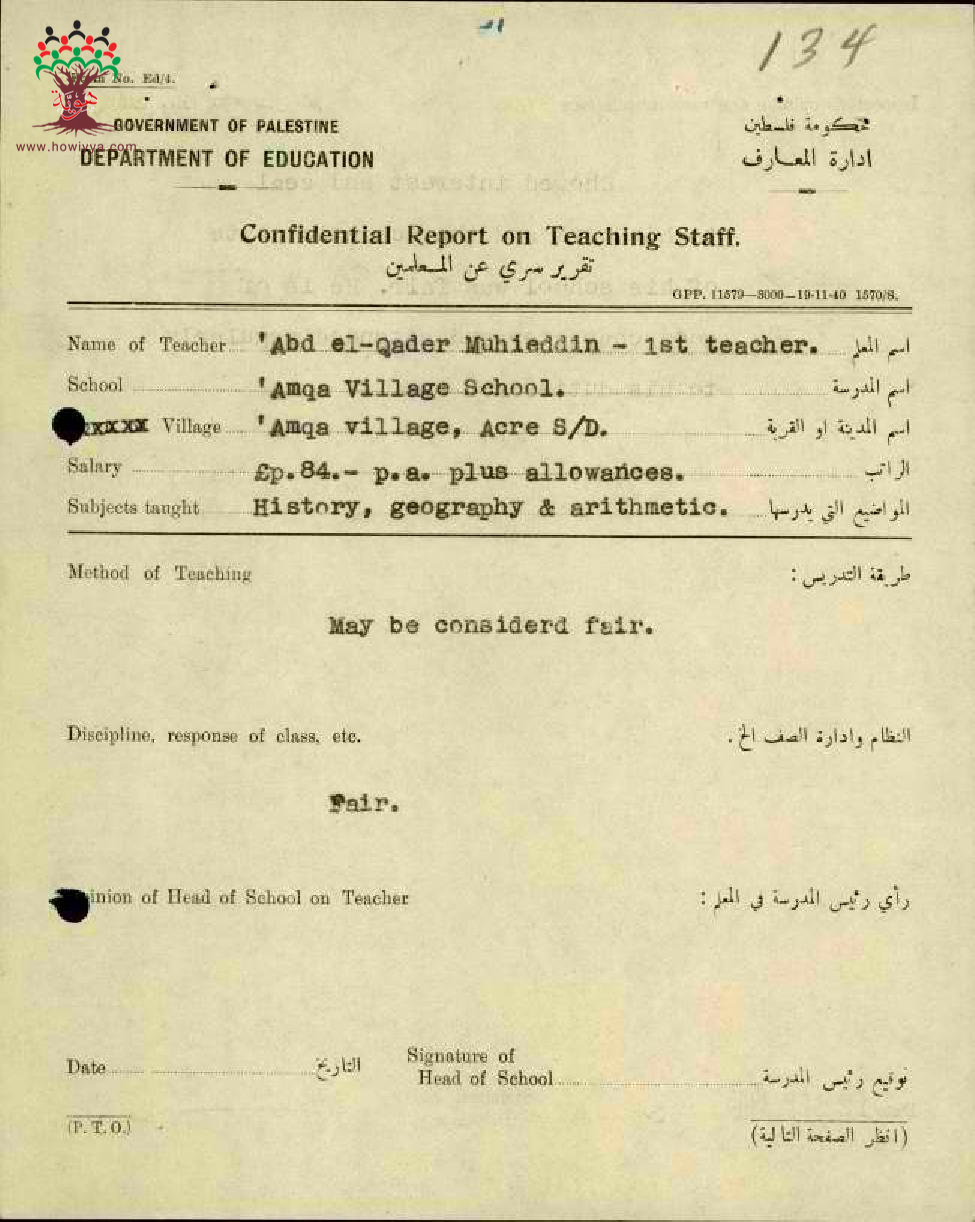 134
Form No. Ed/4.
هوية
www.howiyya.com
GOVERNMENT OF PALESTINE حكومة فلسطين
DEPARTMENT OF EDUCATION ادارة المعارف
Confidential Report on Teaching Staff.
تقرير سري عن المعلمين
GPP. 11579—3000—19-11-40 1570/S.
Name of Teacher 'Abd el-Qader Muhieddin - 1st teacher. اسم المعلم
School 'Amqa Village School. اسم المدرسة
Village 'Amqa village, Acre S/D. اسم المدينة او القرية
Salary £p.84.- p.a. plus allowances. الراتب
Subjects taught History, geography & arithmetic. المواضيع التي يدرسها
Method of Teaching طريقة التدريس :
May be considerd fair.
Discipline, response of class, etc. النظام وادارة الصف الخ .
Fair.
inion of Head of School on Teacher رأي رئيس المدرسة في المعلم :
Date التاريخ Signature of
Head of School توقيع رئيس المدرسة
(P. T. O.) (انظر الصفحة التالية)